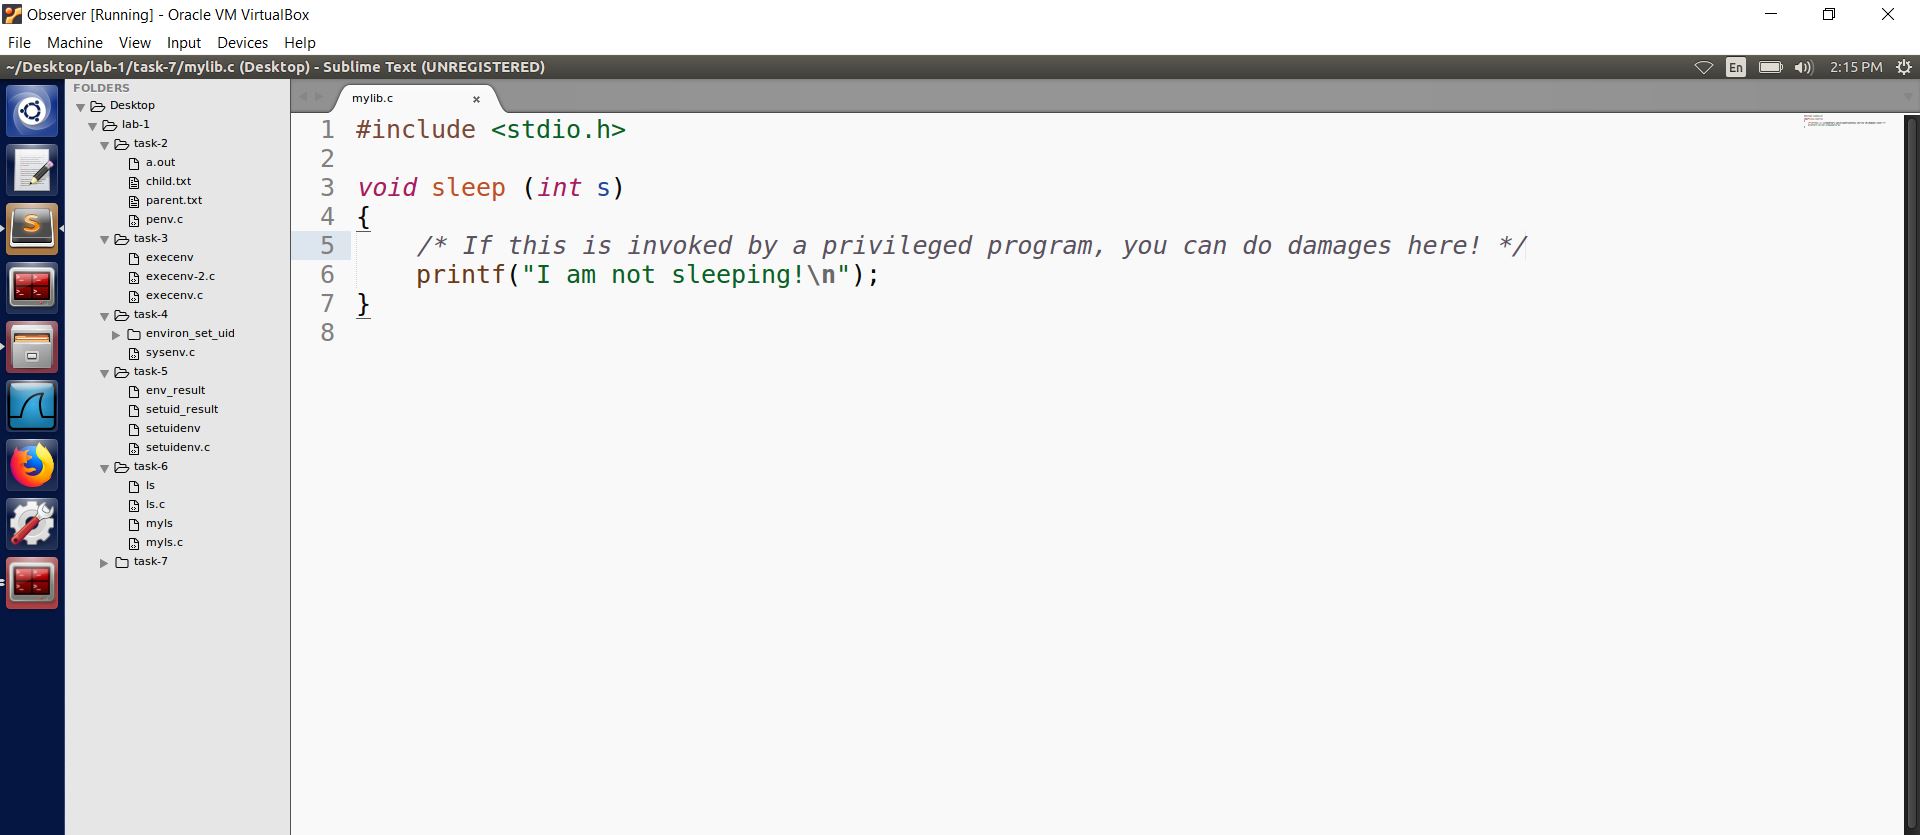 Observer [Running] - Oracle VM VirtualBox
File Machine View Input Devices Help
~/Desktop/lab-1/task-7/mylib.c (Desktop) - Sublime Text (UNREGISTERED)
En 2:15 PM
FOLDERS
Desktop
lab-1
task-2
a.out
child.txt
parent.txt
penv.c
task-3
execenv
execenv-2.c
execenv.c
task-4
environ_set_uid
sysenv.c
task-5
env_result
setuid_result
setuidenv
setuidenv.c
task-6
ls
ls.c
myls
myls.c
task-7
mylib.c ×
1 #include <stdio.h>
2
3 void sleep (int s)
4 {
5 /* If this is invoked by a privileged program, you can do damages here! */
6 printf("I am not sleeping!\n");
7 }
8